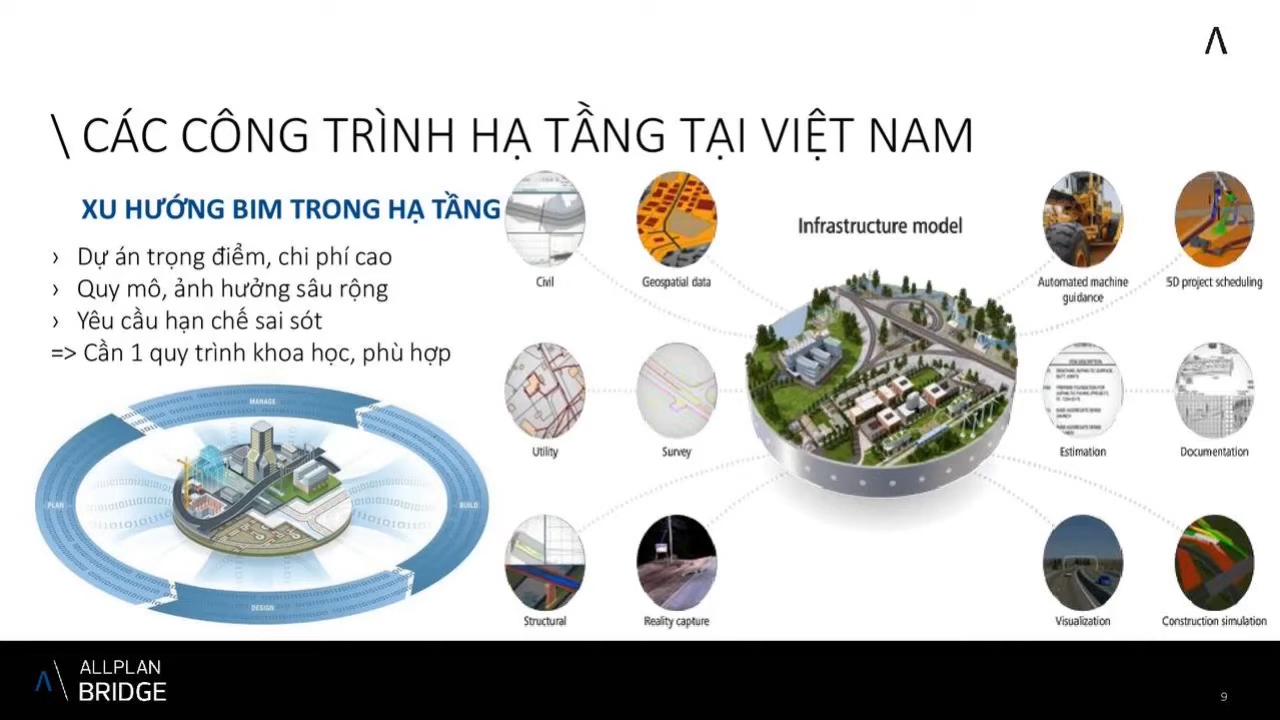 \ CÁC CÔNG TRÌNH HẠ TẦNG TẠI VIỆT NAM
XU HƯỚNG BIM TRONG HẠ TẦNG
› Dự án trọng điểm, chi phí cao
› Quy mô, ảnh hưởng sâu rộng
› Yêu cầu hạn chế sai sót
=> Cần 1 quy trình khoa học, phù hợp
MANAGE
PLAN
BUILD
DESIGN
Infrastructure model
Civil
Geospatial data
Automated machine
guidance
5D project scheduling
Utility
Survey
Estimation
Documentation
Structural
Reality capture
Visualization
Construction simulation
ALLPLAN
BRIDGE
9